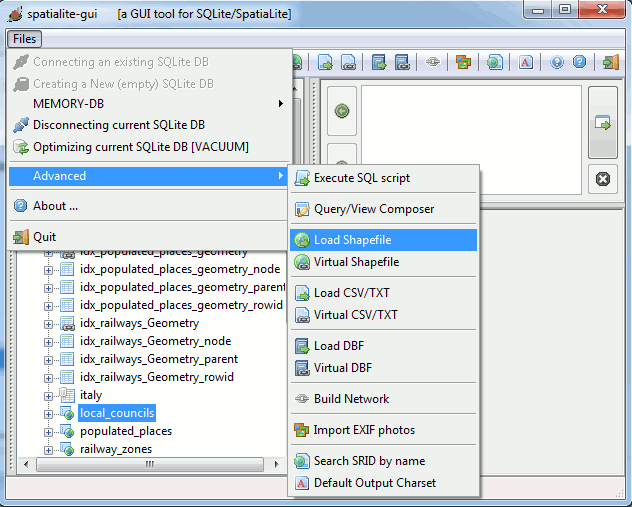 spatialite-gui [a GUI tool for SQLite/SpatiaLite]
Files
Connecting an existing SQLite DB
Creating a New (empty) SQLite DB
MEMORY-DB
Disconnecting current SQLite DB
Optimizing current SQLite DB [VACUUM]
Advanced
About ...
Quit
Execute SQL script
Query/View Composer
Load Shapefile
Virtual Shapefile
Load CSV/TXT
Virtual CSV/TXT
Load DBF
Virtual DBF
Build Network
Import EXIF photos
Search SRID by name
Default Output Charset
idx_populated_places_geometry
idx_populated_places_geometry_node
idx_populated_places_geometry_parent
idx_populated_places_geometry_rowid
idx_railways_Geometry
idx_railways_Geometry_node
idx_railways_Geometry_parent
idx_railways_Geometry_rowid
italy
local_councils
populated_places
railway_zones